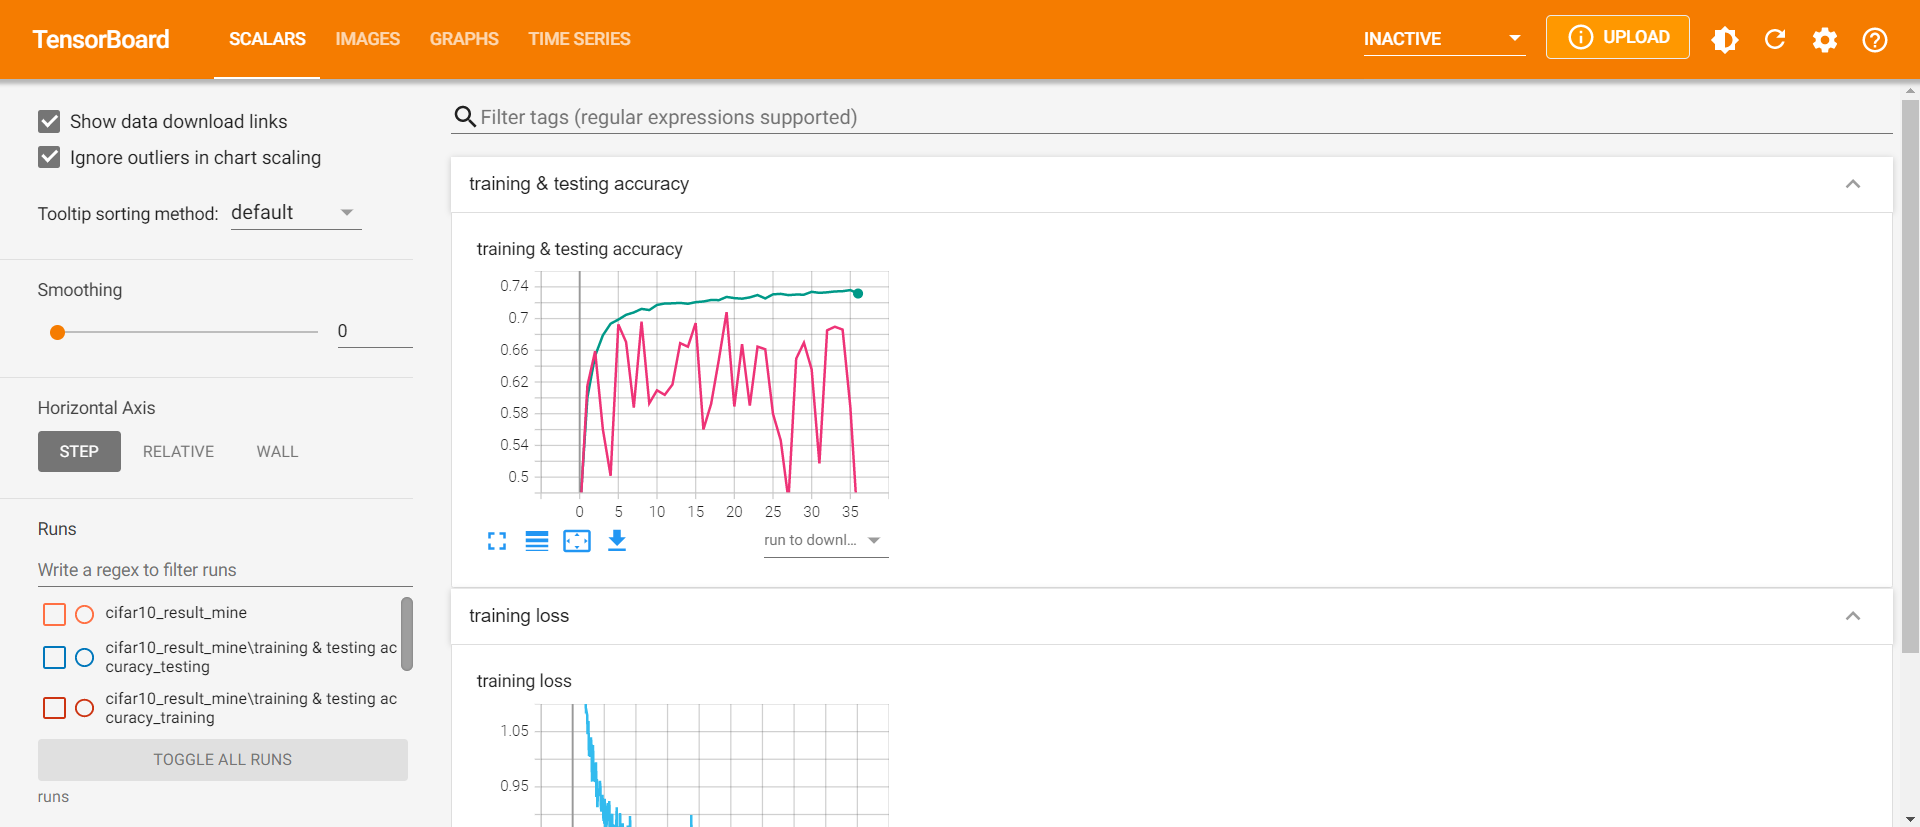 TensorBoard
SCALARS
IMAGES
GRAPHS
TIME SERIES
INACTIVE
UPLOAD
Show data download links
Ignore outliers in chart scaling
Tooltip sorting method:
default
Smoothing
0
Horizontal Axis
STEP
RELATIVE
WALL
Runs
Write a regex to filter runs
cifar10_result_mine
cifar10_result_mine\training & testing ac
curacy_testing
cifar10_result_mine\training & testing ac
curacy_training
TOGGLE ALL RUNS
runs
Filter tags (regular expressions supported)
training & testing accuracy
training & testing accuracy
0.74
0.7
0.66
0.62
0.58
0.54
0.5
0 5 10 15 20 25 30 35
run to downl...
training loss
training loss
1.05
0.95